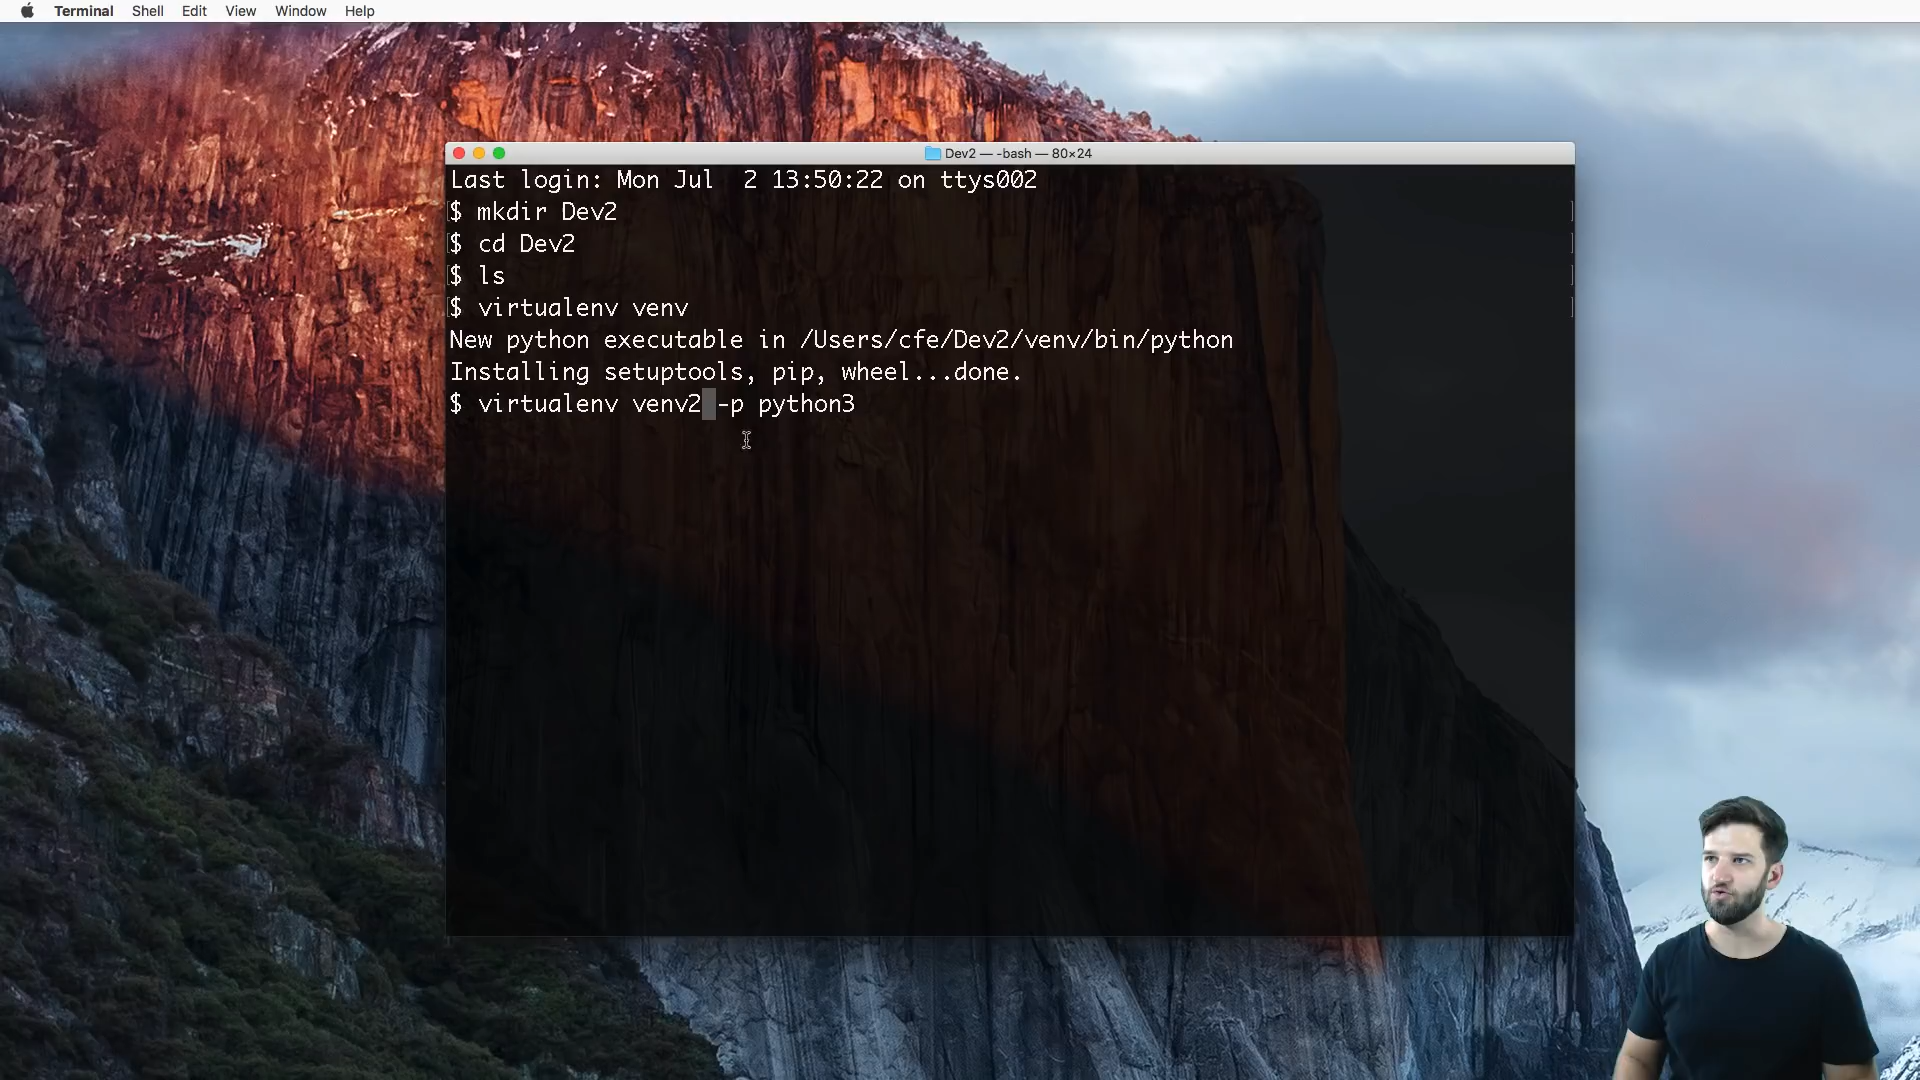 Terminal Shell Edit View Window Help
Dev2 — -bash — 80×24
Last login: Mon Jul  2 13:50:22 on ttys002
$ mkdir Dev2
$ cd Dev2
$ ls
$ virtualenv venv
New python executable in /Users/cfe/Dev2/venv/bin/python
Installing setuptools, pip, wheel...done.
$ virtualenv venv2 -p python3